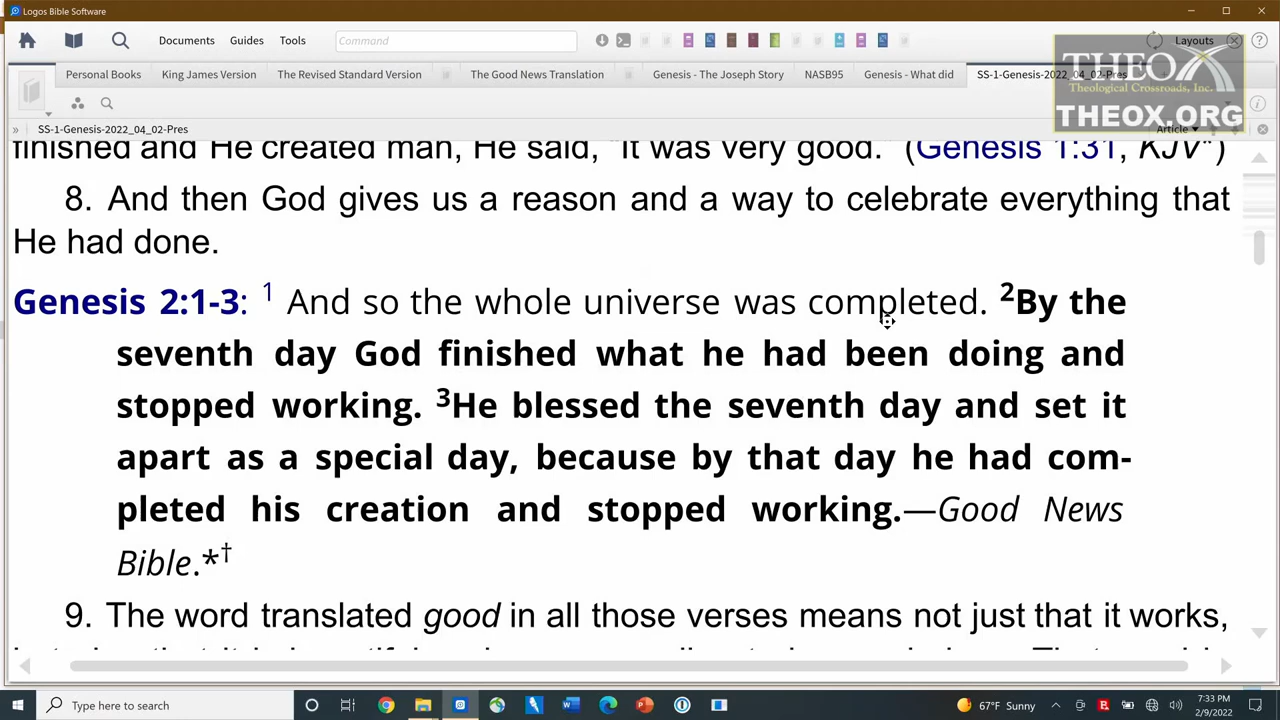 Logos Bible Software
Documents Guides Tools Command Layouts
THEOX
Theological Crossroads, Inc.
THEOX.ORG
Personal Books King James Version The Revised Standard Version The Good News Translation Genesis - The Joseph Story NASB95 Genesis - What did SS-1-Genesis-2022_04_02-Pres
» SS-1-Genesis-2022_04_02-Pres Article
finished and He created man, He said, "It was very good." (Genesis 1:31, KJV*)
8. And then God gives us a reason and a way to celebrate everything that
He had done.
Genesis 2:1-3: 1 And so the whole universe was completed. 2By the
seventh day God finished what he had been doing and
stopped working. 3He blessed the seventh day and set it
apart as a special day, because by that day he had com-
pleted his creation and stopped working.—Good News
Bible.*†
9. The word translated good in all those verses means not just that it works,
Type here to search 67°F Sunny 7:33 PM
2/9/2022